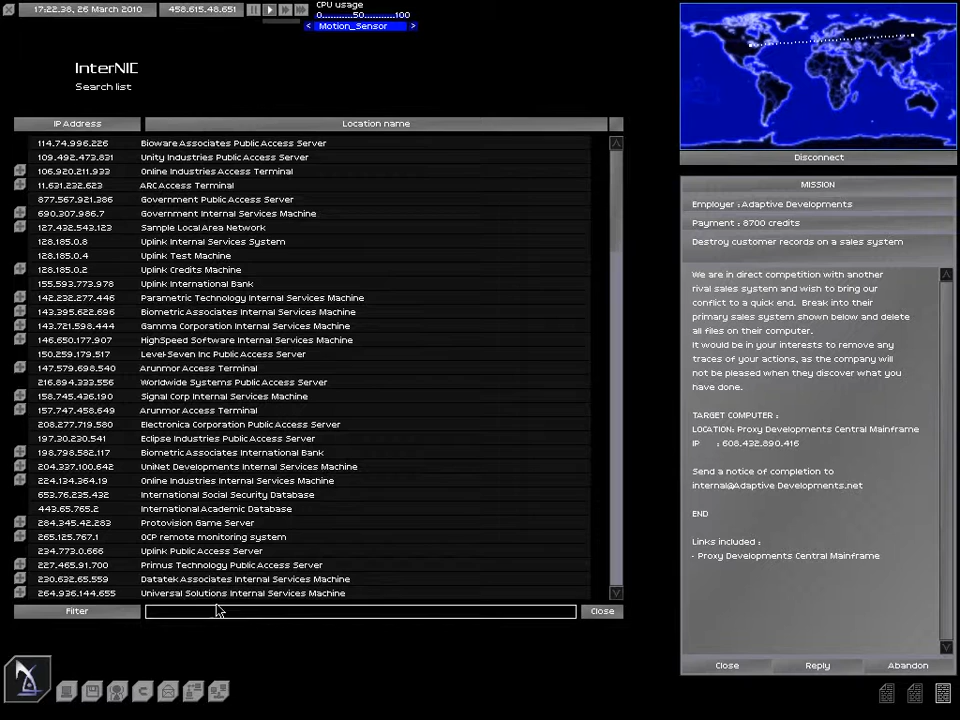 17:22.38, 26 March 2010
458.615.48.651
CPU usage
0..........50.........100
< Motion_Sensor >
InterNIC
Search list
IP Address Location name
114.74.996.226 Bioware Associates Public Access Server
109.492.473.831 Unity Industries Public Access Server
106.920.211.933 Online Industries Access Terminal
11.631.232.623 ARC Access Terminal
877.567.921.386 Government Public Access Server
690.307.986.7 Government Internal Services Machine
127.432.543.123 Sample Local Area Network
128.185.0.8 Uplink Internal Services System
128.185.0.4 Uplink Test Machine
128.185.0.2 Uplink Credits Machine
155.593.773.978 Uplink International Bank
142.232.277.446 Parametric Technology Internal Services Machine
143.395.622.696 Biometric Associates Internal Services Machine
143.721.598.444 Gamma Corporation Internal Services Machine
146.650.177.907 HighSpeed Software Internal Services Machine
150.259.179.517 Level-Seven Inc Public Access Server
147.579.698.540 Arunmor Access Terminal
216.894.333.556 Worldwide Systems Public Access Server
158.745.436.190 Signal Corp Internal Services Machine
157.747.458.649 Arunmor Access Terminal
208.277.719.580 Electronica Corporation Public Access Server
197.30.230.541 Eclipse Industries Public Access Server
198.798.582.117 Biometric Associates International Bank
204.337.100.642 UniNet Developments Internal Services Machine
224.134.364.19 Online Industries Internal Services Machine
653.76.235.432 International Social Security Database
443.65.765.2 International Academic Database
284.345.42.283 Protovision Game Server
265.125.767.1 OCP remote monitoring system
234.773.0.666 Uplink Public Access Server
227.465.91.700 Primus Technology Public Access Server
230.632.65.559 Datatek Associates Internal Services Machine
264.936.144.655 Universal Solutions Internal Services Machine
Filter
Close
Disconnect
MISSION
Employer : Adaptive Developments
Payment : 8700 credits
Destroy customer records on a sales system
We are in direct competition with another
rival sales system and wish to bring our
conflict to a quick end. Break into their
primary sales system shown below and delete
all files on their computer.
It would be in your interests to remove any
traces of your actions, as the company will
not be pleased when they discover what you
have done.
TARGET COMPUTER :
LOCATION: Proxy Developments Central Mainframe
IP : 608.432.890.416
Send a notice of completion to
internal@Adaptive Developments.net
END
Links included :
- Proxy Developments Central Mainframe
Close Reply Abandon